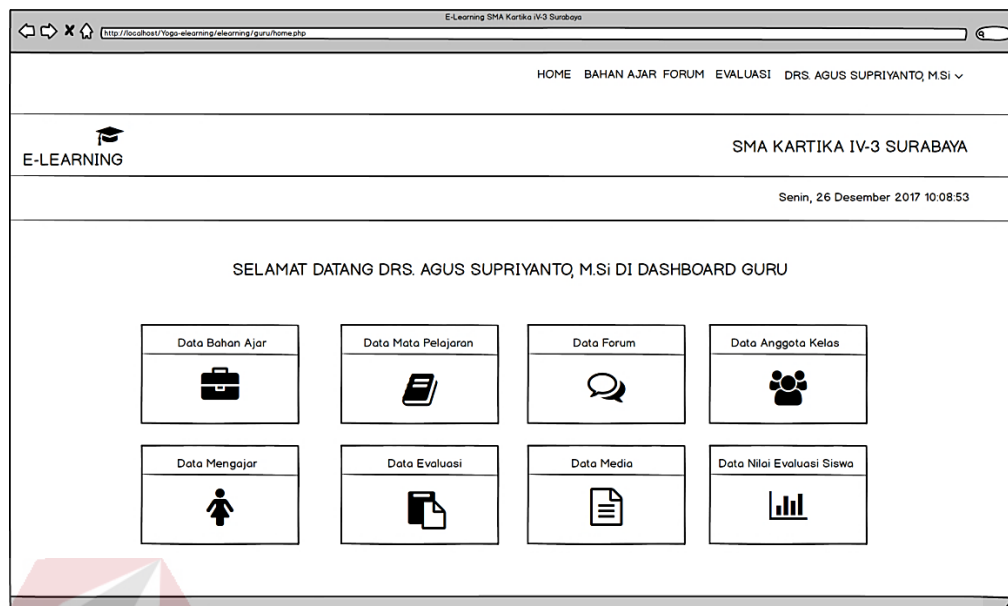 E-Learning SMA Kartika iV-3 Surabaya
http://localhost/Yoga-elearning/elearning/guru/home.php
HOME BAHAN AJAR FORUM EVALUASI DRS. AGUS SUPRIYANTO, M.Si
E-LEARNING
SMA KARTIKA IV-3 SURABAYA
Senin, 26 Desember 2017 10:08:53
SELAMAT DATANG DRS. AGUS SUPRIYANTO, M.Si DI DASHBOARD GURU
Data Bahan Ajar
Data Mata Pelajaran
Data Forum
Data Anggota Kelas
Data Mengajar
Data Evaluasi
Data Media
Data Nilai Evaluasi Siswa